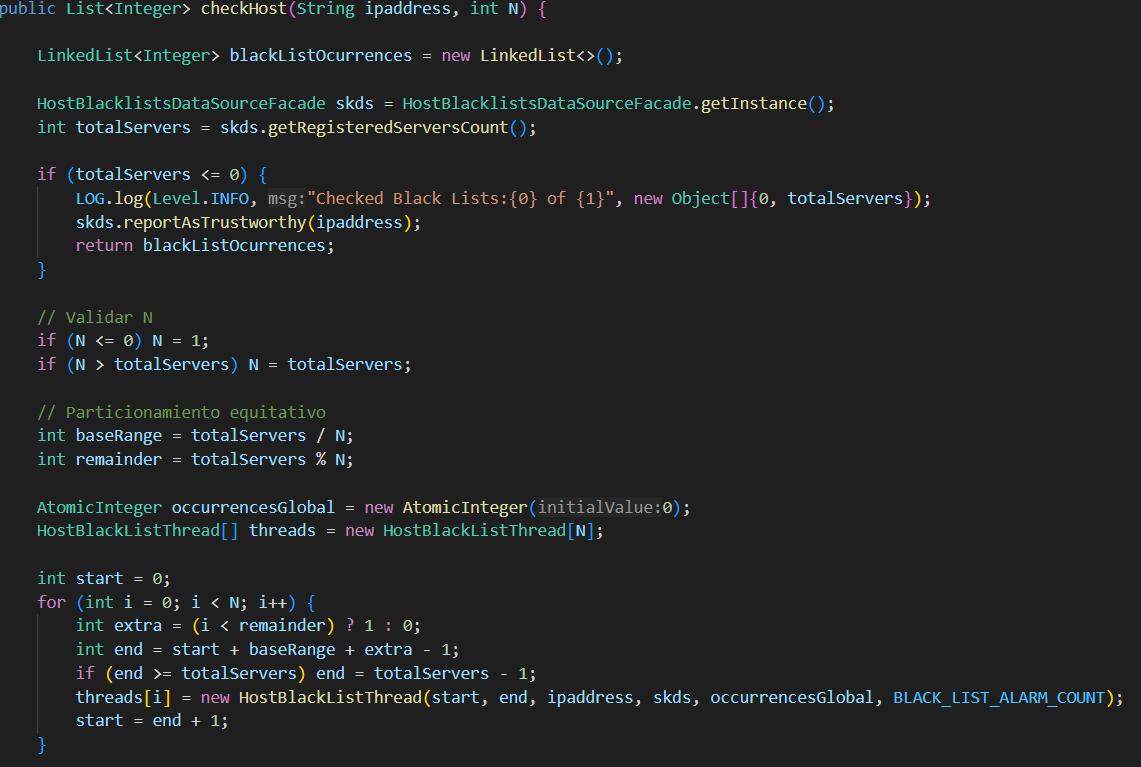 public List<Integer> checkHost(String ipaddress, int N) {
LinkedList<Integer> blackListOcurrences = new LinkedList<>();
HostBlacklistsDataSourceFacade skds = HostBlacklistsDataSourceFacade.getInstance();
int totalServers = skds.getRegisteredServersCount();
if (totalServers <= 0) {
LOG.log(Level.INFO, msg:"Checked Black Lists:{0} of {1}", new Object[]{0, totalServers});
skds.reportAsTrustworthy(ipaddress);
return blackListOcurrences;
}
// Validar N
if (N <= 0) N = 1;
if (N > totalServers) N = totalServers;
// Particionamiento equitativo
int baseRange = totalServers / N;
int remainder = totalServers % N;
AtomicInteger occurrencesGlobal = new AtomicInteger(initialValue:0);
HostBlackListThread[] threads = new HostBlackListThread[N];
int start = 0;
for (int i = 0; i < N; i++) {
int extra = (i < remainder) ? 1 : 0;
int end = start + baseRange + extra - 1;
if (end >= totalServers) end = totalServers - 1;
threads[i] = new HostBlackListThread(start, end, ipaddress, skds, occurrencesGlobal, BLACK_LIST_ALARM_COUNT);
start = end + 1;
}